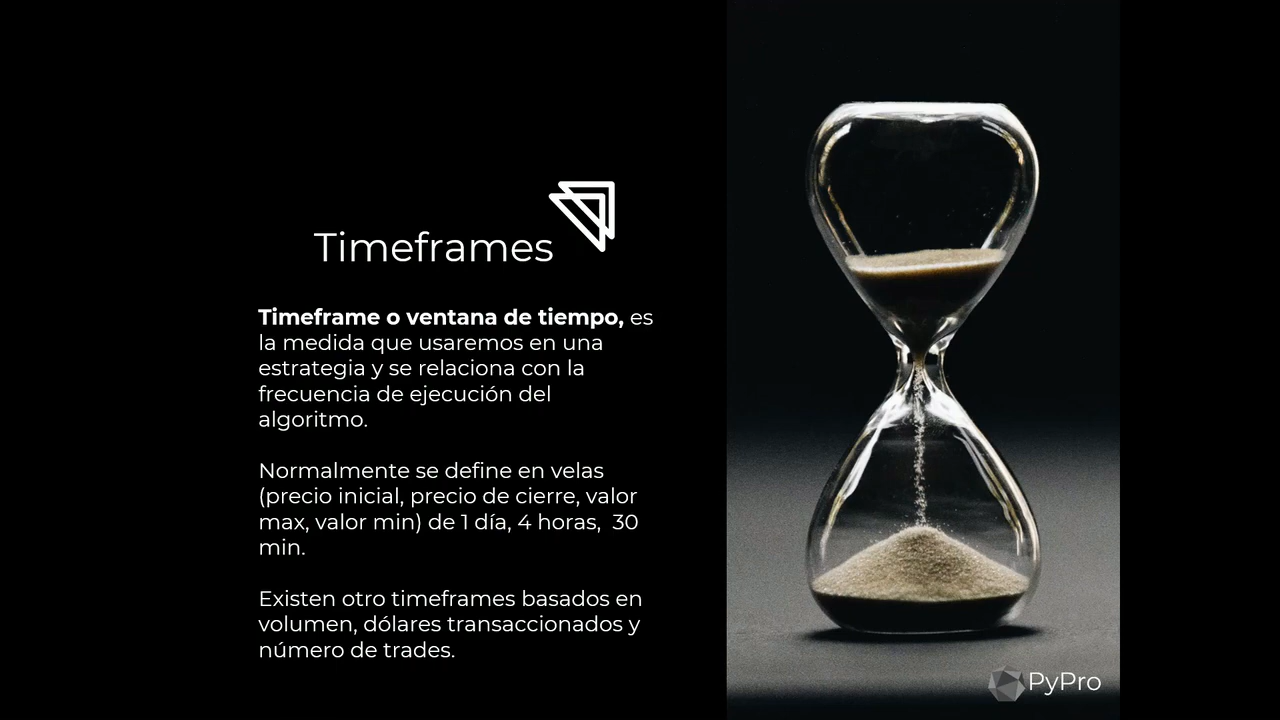 Timeframes
Timeframe o ventana de tiempo, es
la medida que usaremos en una
estrategia y se relaciona con la
frecuencia de ejecución del
algoritmo.
Normalmente se define en velas
(precio inicial, precio de cierre, valor
max, valor min) de 1 día, 4 horas,  30
min.
Existen otro timeframes basados en
volumen, dólares transaccionados y
número de trades.
PyPro